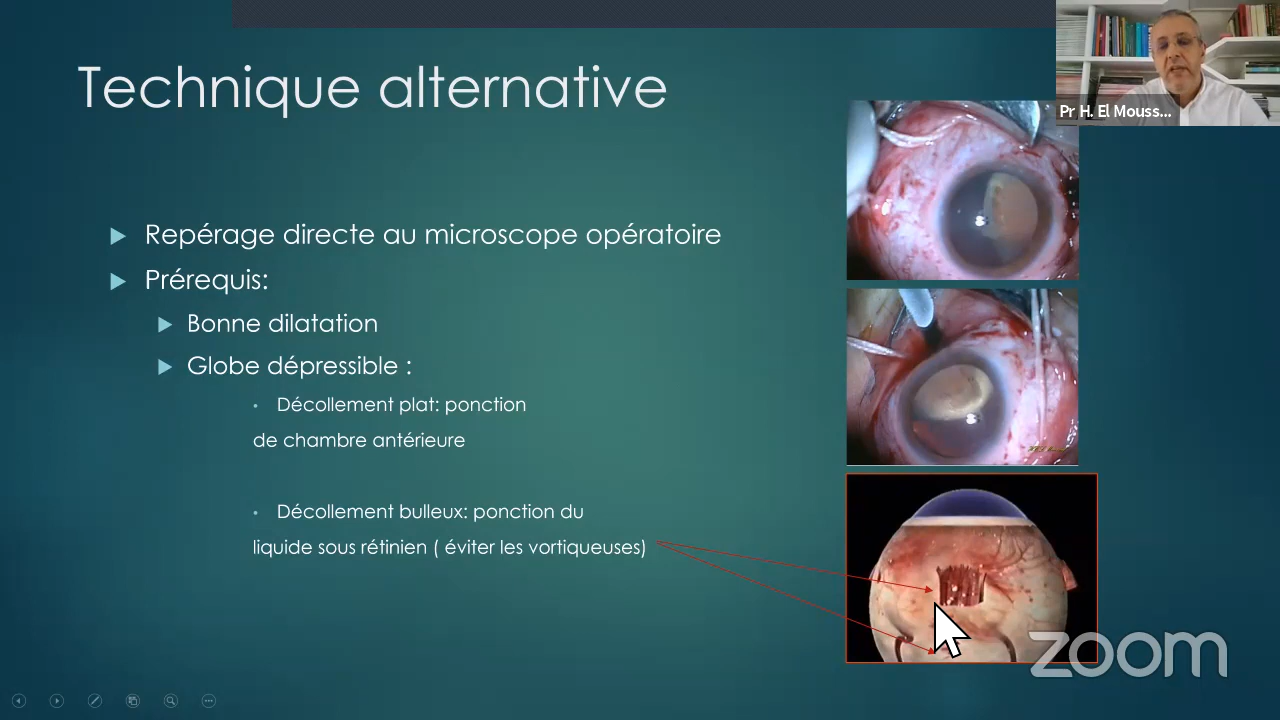 Technique alternative
Pr H. El Mouss...
Repérage directe au microscope opératoire
Prérequis:
Bonne dilatation
Globe dépressible :
Décollement plat: ponction
de chambre antérieure
Décollement bulleux: ponction du
liquide sous rétinien ( éviter les vortiqueuses)
zoom